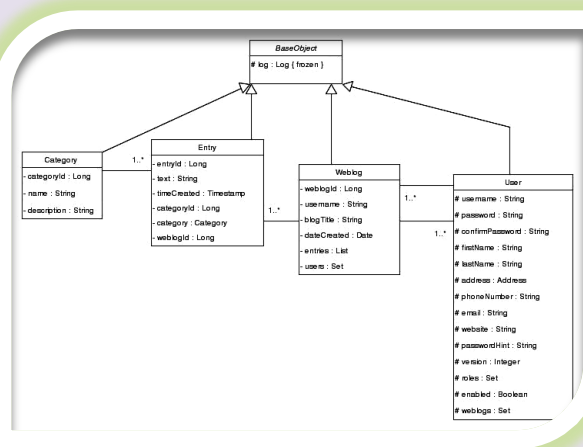 BaseObject
# log : Log { frozen }
Category
- categoryId : Long
- name : String
- description : String
1..*
Entry
- entryId : Long
- text : String
- timeCreated : Timestamp
- categoryId : Long
- category : Category
- weblogId : Long
1..*
Weblog
- weblogId : Long
- username : String
- blogTitle : String
- dateCreated : Date
- entries : List
- users : Set
1..*
1..*
User
# username : String
# password : String
# confirmPassword : String
# firstName : String
# lastName : String
# address : Address
# phoneNumber : String
# email : String
# website : String
# passwordHint : String
# version : Integer
# roles : Set
# enabled : Boolean
# weblogs : Set